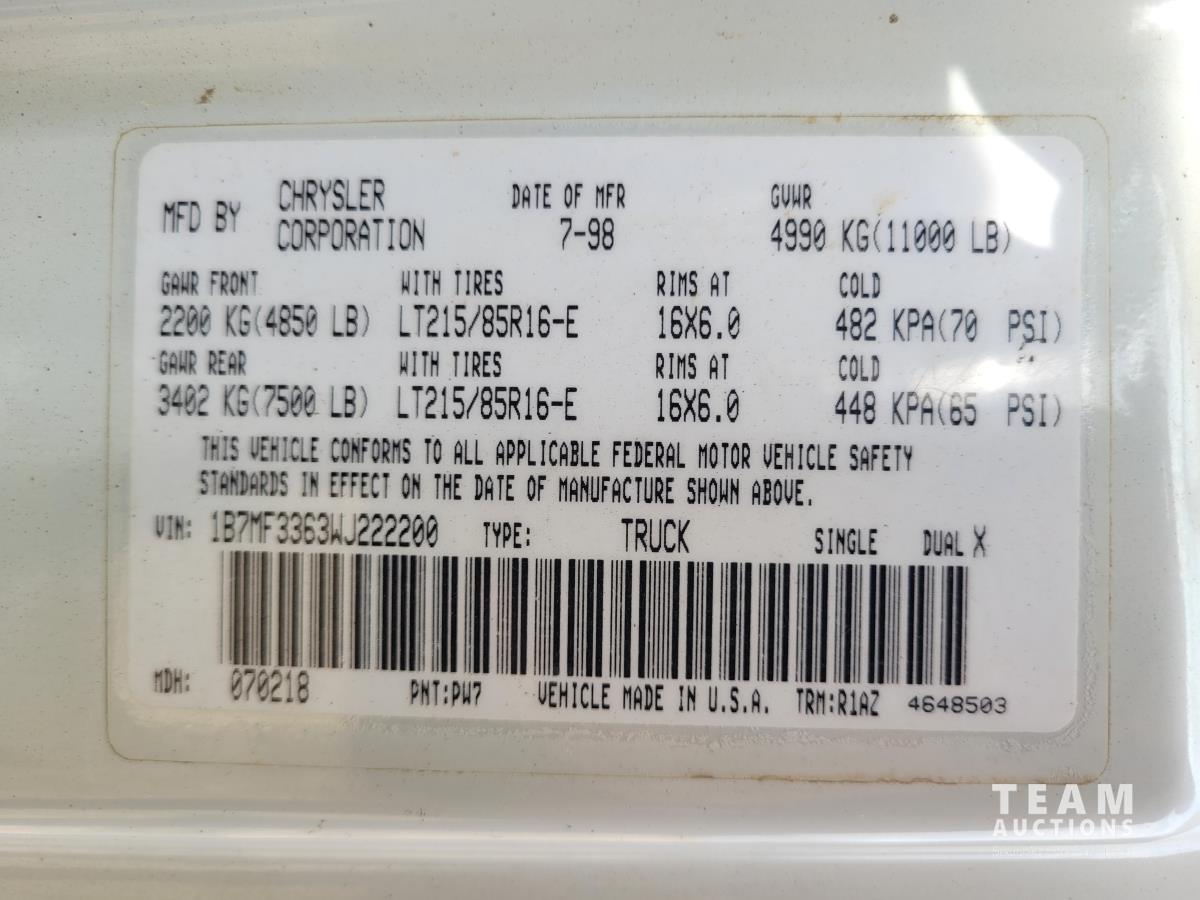 MFD BY CHRYSLER CORPORATION DATE OF MFR 7-98 GVWR 4990 KG(11000 LB)
GAWR FRONT WITH TIRES RIMS AT COLD
2200 KG(4850 LB) LT215/85R16-E 16X6.0 482 KPA(70 PSI)
GAWR REAR WITH TIRES RIMS AT COLD
3402 KG(7500 LB) LT215/85R16-E 16X6.0 448 KPA(65 PSI)
THIS VEHICLE CONFORMS TO ALL APPLICABLE FEDERAL MOTOR VEHICLE SAFETY
STANDARDS IN EFFECT ON THE DATE OF MANUFACTURE SHOWN ABOVE.
VIN: 1B7MF3363WJ222200 TYPE: TRUCK SINGLE DUAL X
MDH: 070218 PNT:PW7 VEHICLE MADE IN U.S.A. TRM:R1AZ 4648503
TEAM
AUCTIONS